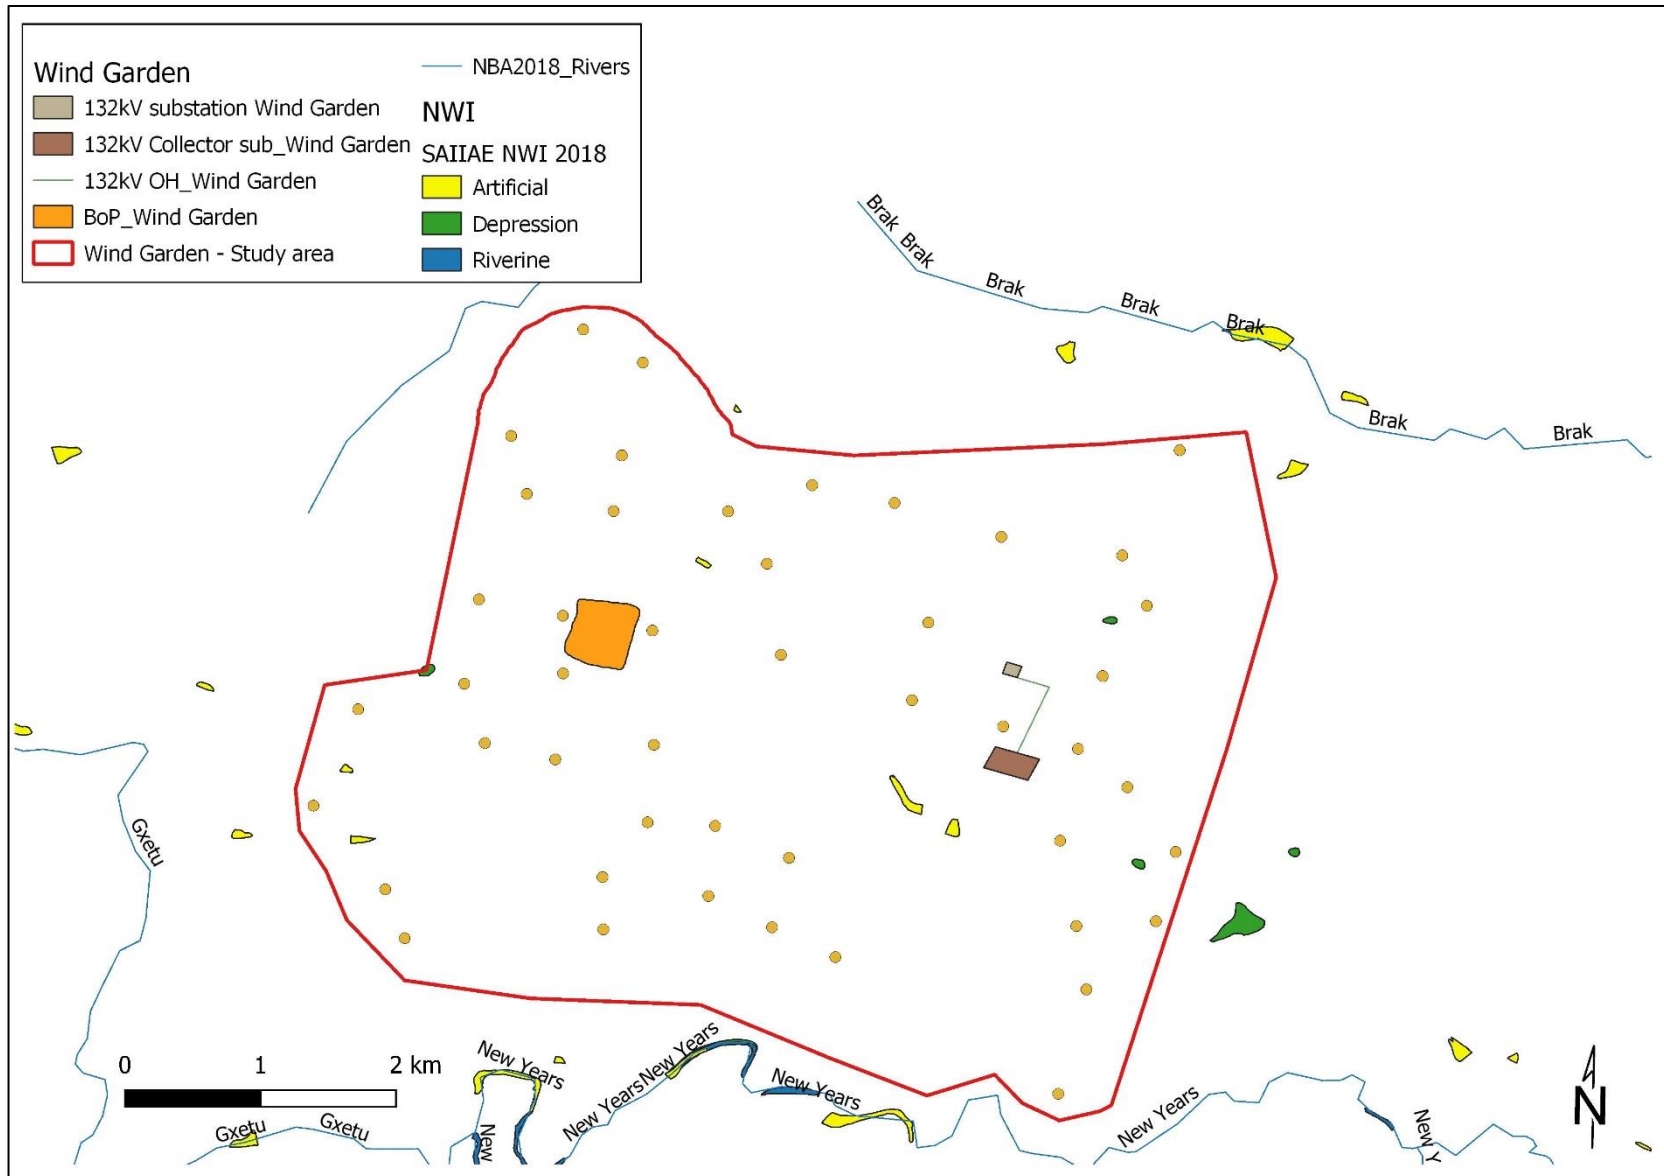 Wind Garden
132kV substation Wind Garden
132kV Collector sub_Wind Garden
132kV OH_Wind Garden
BoP_Wind Garden
Wind Garden - Study area
NBA2018_Rivers
NWI
SAIIAE NWI 2018
Artificial
Depression
Riverine
Brak
Brak
Brak
Brak
Brak
Brak
Brak
Gxetu
0 1 2 km
Gxetu
Gxetu
New Years
New
New Years
New Years
New Years
New Years
New Y
N